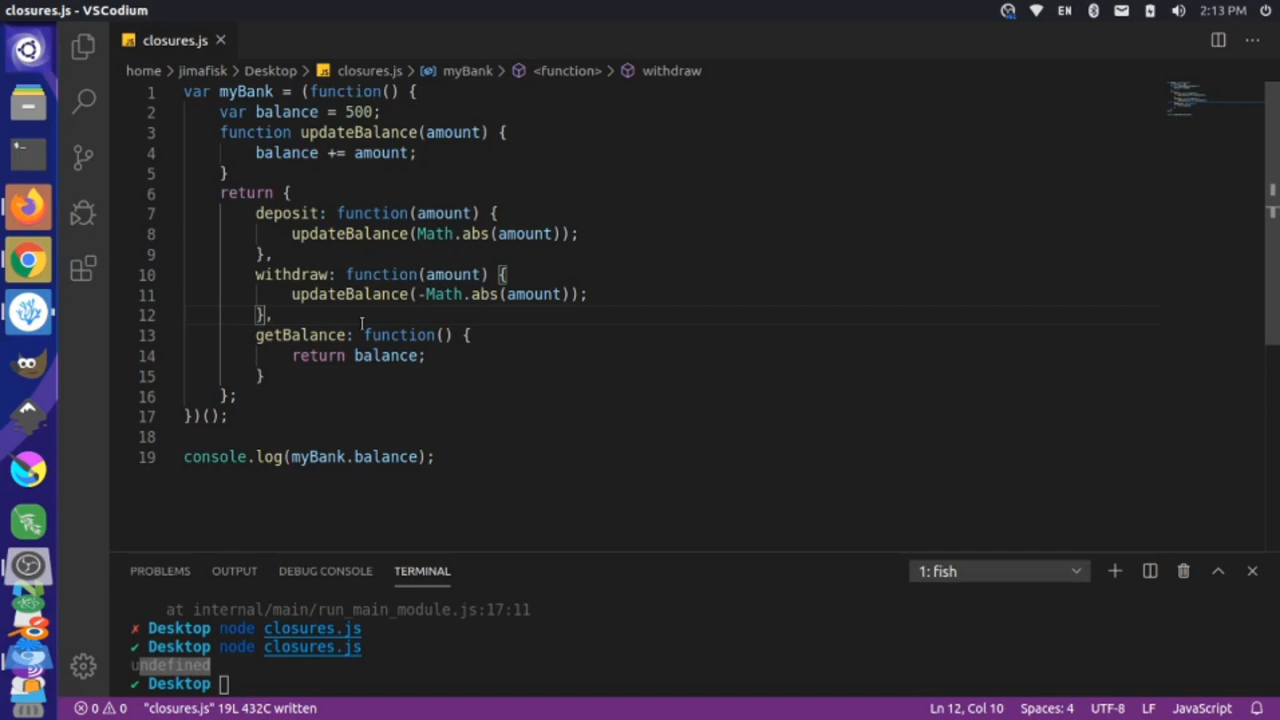 closures.js - VSCodium
EN
2:13 PM
JS closures.js
home > jimafisk > Desktop > JS closures.js > myBank > <function> > withdraw
1 var myBank = (function() {
2     var balance = 500;
3     function updateBalance(amount) {
4         balance += amount;
5     }
6     return {
7         deposit: function(amount) {
8             updateBalance(Math.abs(amount));
9         },
10         withdraw: function(amount) {
11             updateBalance(-Math.abs(amount));
12         },
13         getBalance: function() {
14             return balance;
15         }
16     };
17 })();
18
19 console.log(myBank.balance);
PROBLEMS OUTPUT DEBUG CONSOLE TERMINAL 1: fish
at internal/main/run_main_module.js:17:11
✗ Desktop node closures.js
✔ Desktop node closures.js
undefined
✔ Desktop
0 0 "closures.js" 19L 432C written Ln 12, Col 10 Spaces: 4 UTF-8 LF JavaScript